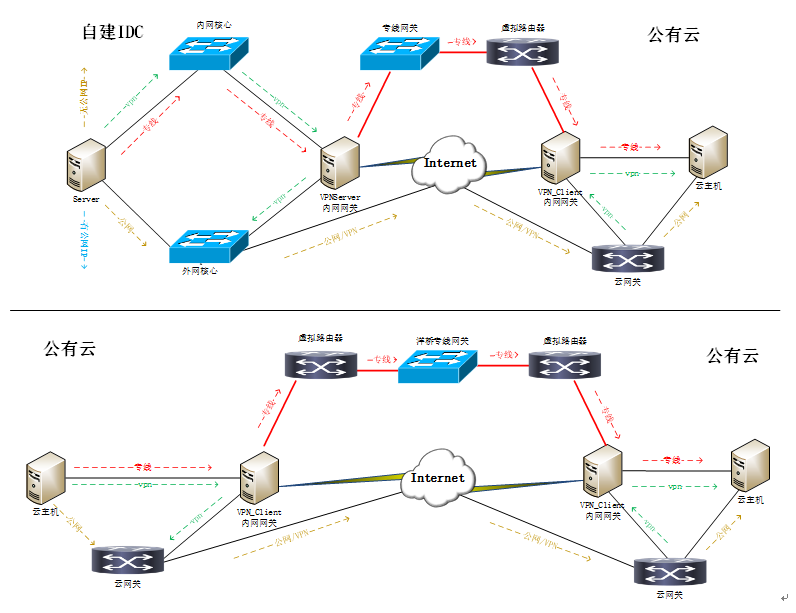 自建IDC
内网核心
专线网关
虚拟路由器
公有云
专线
vpn
vpn
专线
专线
专线
专线
无公网IP
Server
有公网IP
VPNServer
内网网关
Internet
VPN_Client
内网网关
专线
vpn
云主机
vpn
vpn
公网
公网/VPN
公网/VPN
公网
外网核心
云网关
公有云
虚拟路由器
洋桥专线网关
虚拟路由器
公有云
专线
专线
专线
专线
云主机
专线
vpn
VPN_Client
内网网关
Internet
VPN_Client
内网网关
专线
vpn
云主机
公网
vpn
公网/VPN
公网/VPN
vpn
公网
云网关
云网关